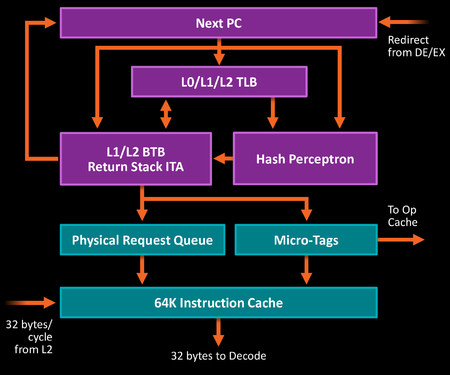 Next PC
Redirect
from DE/EX
L0/L1/L2 TLB
L1/L2 BTB
Return Stack ITA
Hash Perceptron
To Op
Cache
Physical Request Queue
Micro-Tags
64K Instruction Cache
32 bytes/
cycle
from L2
32 bytes to Decode